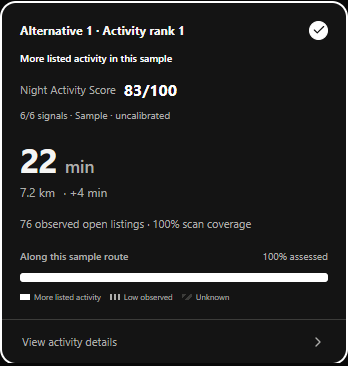 Alternative 1 · Activity rank 1
More listed activity in this sample
Night Activity Score 83/100
6/6 signals · Sample · uncalibrated
22 min
7.2 km · +4 min
76 observed open listings · 100% scan coverage
Along this sample route 100% assessed
More listed activity Low observed Unknown
View activity details